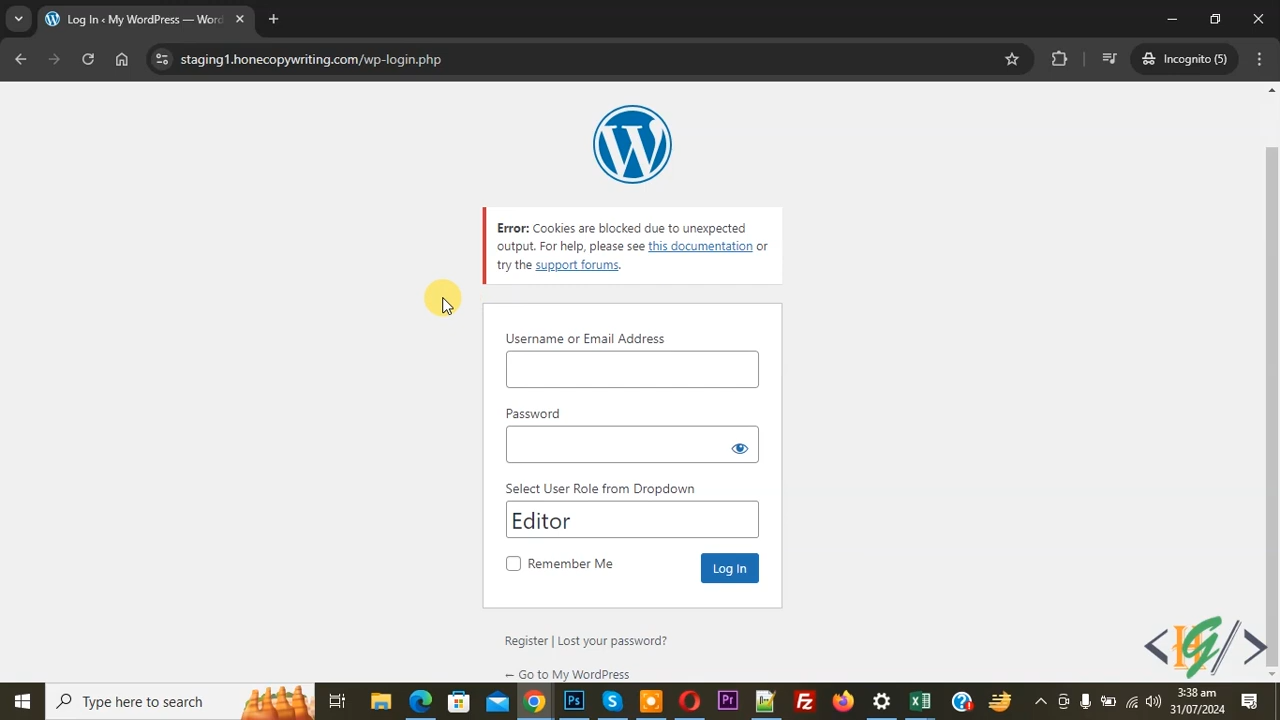 Log In ‹ My WordPress — Word
staging1.honecopywriting.com/wp-login.php
Incognito (5)
Error: Cookies are blocked due to unexpected
output. For help, please see this documentation or
try the support forums.
Username or Email Address
Password
Select User Role from Dropdown
Editor
Remember Me
Log In
Register | Lost your password?
← Go to My WordPress
Type here to search
3:38 am
31/07/2024